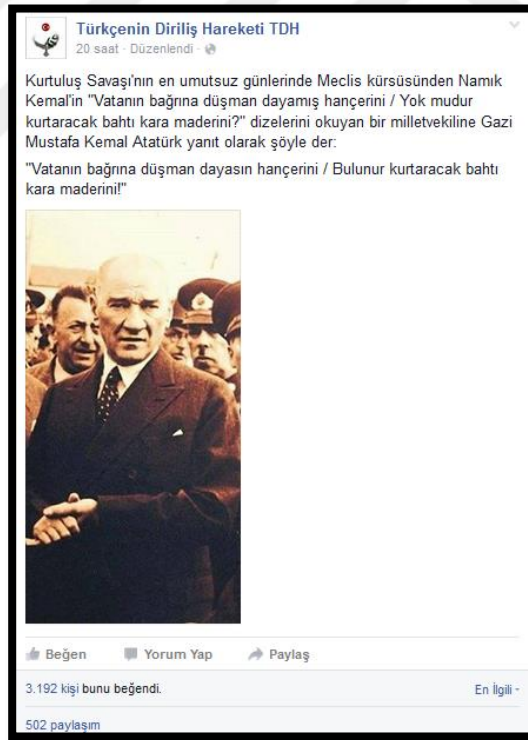 Türkçenin Diriliş Hareketi TDH
20 saat · Düzenlendi ·
Kurtuluş Savaşı'nın en umutsuz günlerinde Meclis kürsüsünden Namık
Kemal'in "Vatanın bağrına düşman dayamış hançerini / Yok mudur
kurtaracak bahtı kara maderini?" dizelerini okuyan bir milletvekiline Gazi
Mustafa Kemal Atatürk yanıt olarak şöyle der:
"Vatanın bağrına düşman dayasın hançerini / Bulunur kurtaracak bahtı
kara maderini!"
Beğen Yorum Yap Paylaş
3.192 kişi bunu beğendi. En İlgili
502 paylaşım